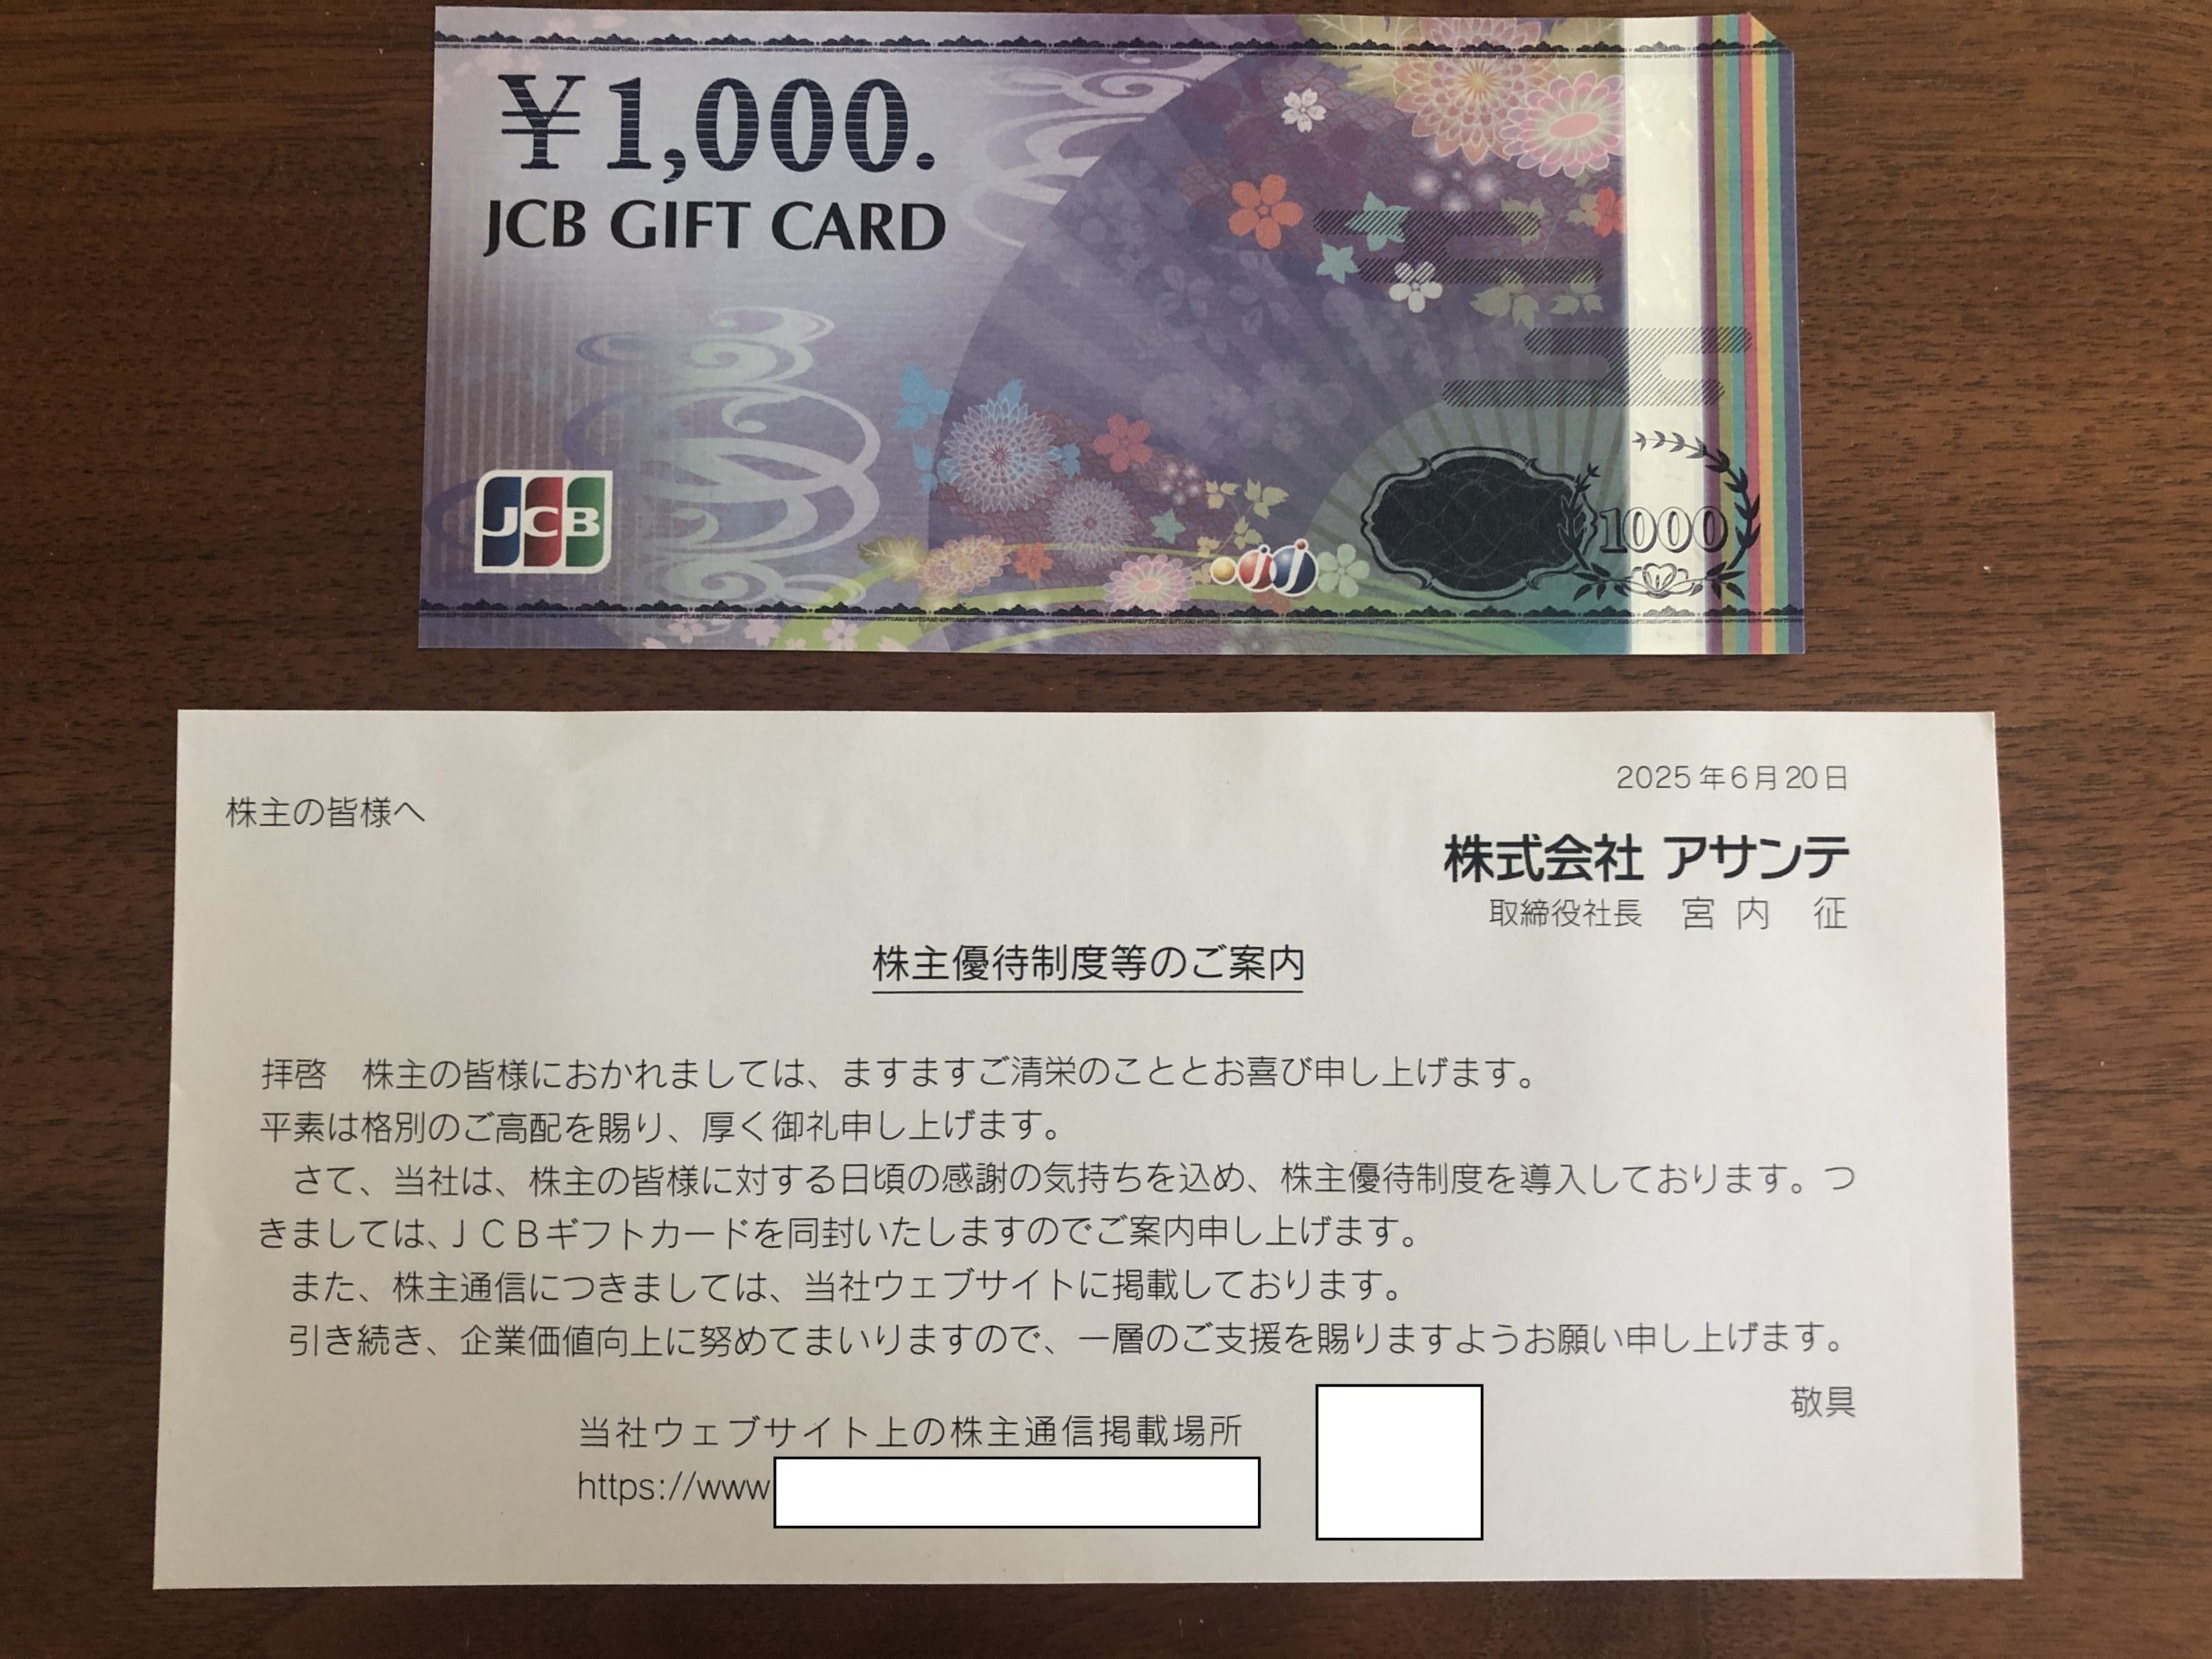 ¥1,000.
JCB GIFT CARD
JCB
1000
2025年6月20日
株主の皆様へ
株式会社 アサンテ
取締役社長　宮 内　征
株主優待制度等のご案内
拝啓　株主の皆様におかれましては、ますますご清栄のこととお喜び申し上げます。
平素は格別のご高配を賜り、厚く御礼申し上げます。
　さて、当社は、株主の皆様に対する日頃の感謝の気持ちを込め、株主優待制度を導入しております。つ
きましては、ＪＣＢギフトカードを同封いたしますのでご案内申し上げます。
　また、株主通信につきましては、当社ウェブサイトに掲載しております。
　引き続き、企業価値向上に努めてまいりますので、一層のご支援を賜りますようお願い申し上げます。
敬具
当社ウェブサイト上の株主通信掲載場所
https://www